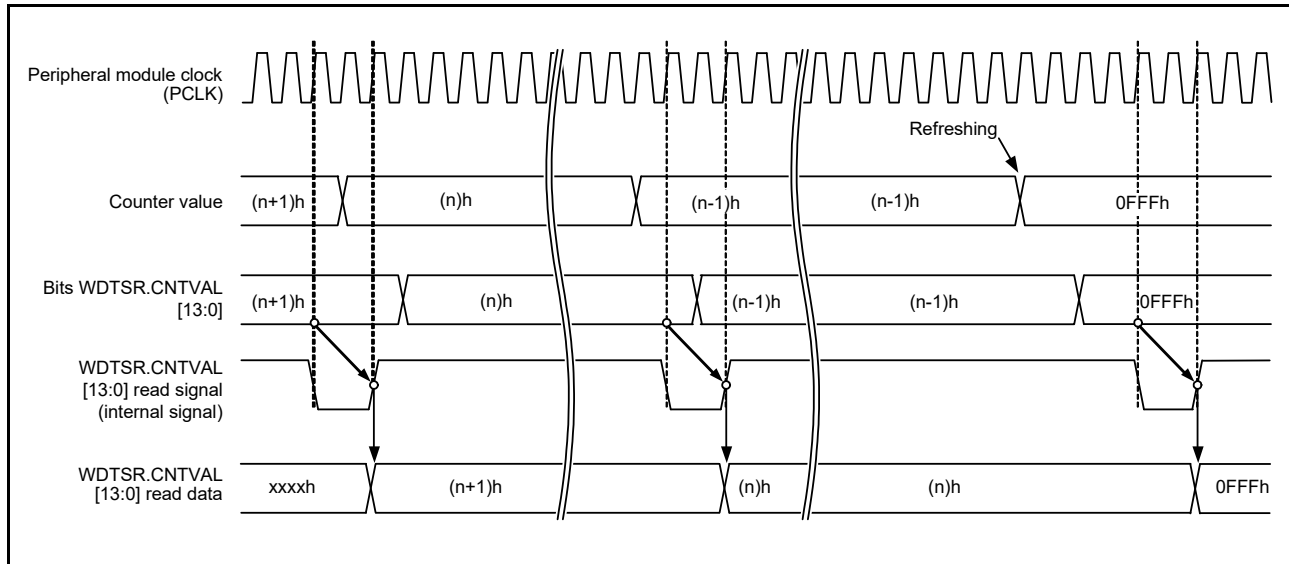 Peripheral module clock
(PCLK)
Refreshing
Counter value
(n+1)h
(n)h
(n-1)h
(n-1)h
0FFFh
Bits WDTSR.CNTVAL
[13:0]
(n+1)h
(n)h
(n-1)h
(n-1)h
0FFFh
WDTSR.CNTVAL
[13:0] read signal
(internal signal)
WDTSR.CNTVAL
[13:0] read data
xxxxh
(n+1)h
(n)h
(n)h
0FFFh